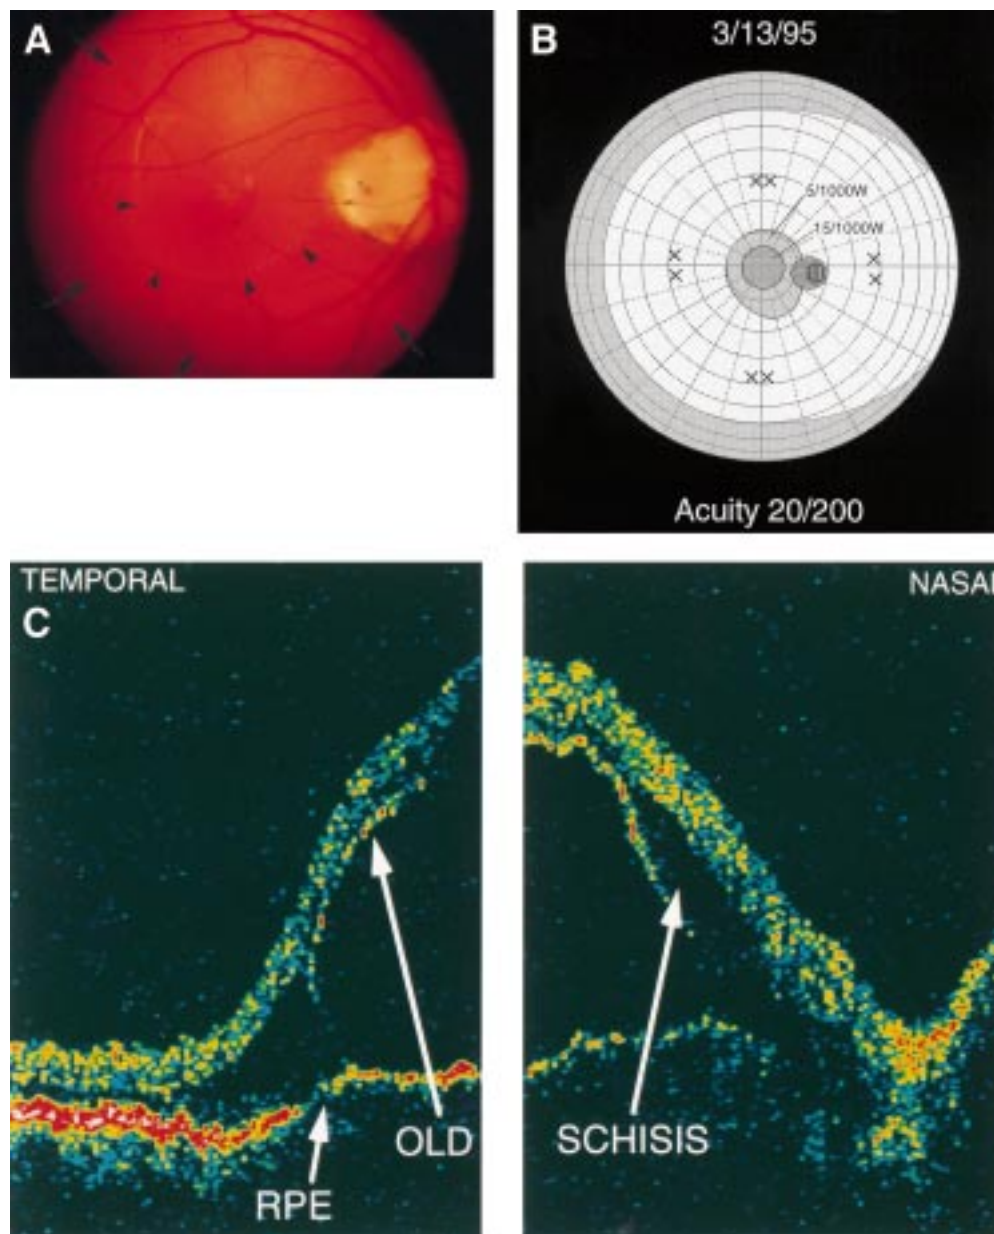 A
B
3/13/95
5/1000W
15/1000W
Acuity 20/200
TEMPORAL
NASAL
C
OLD
SCHISIS
RPE